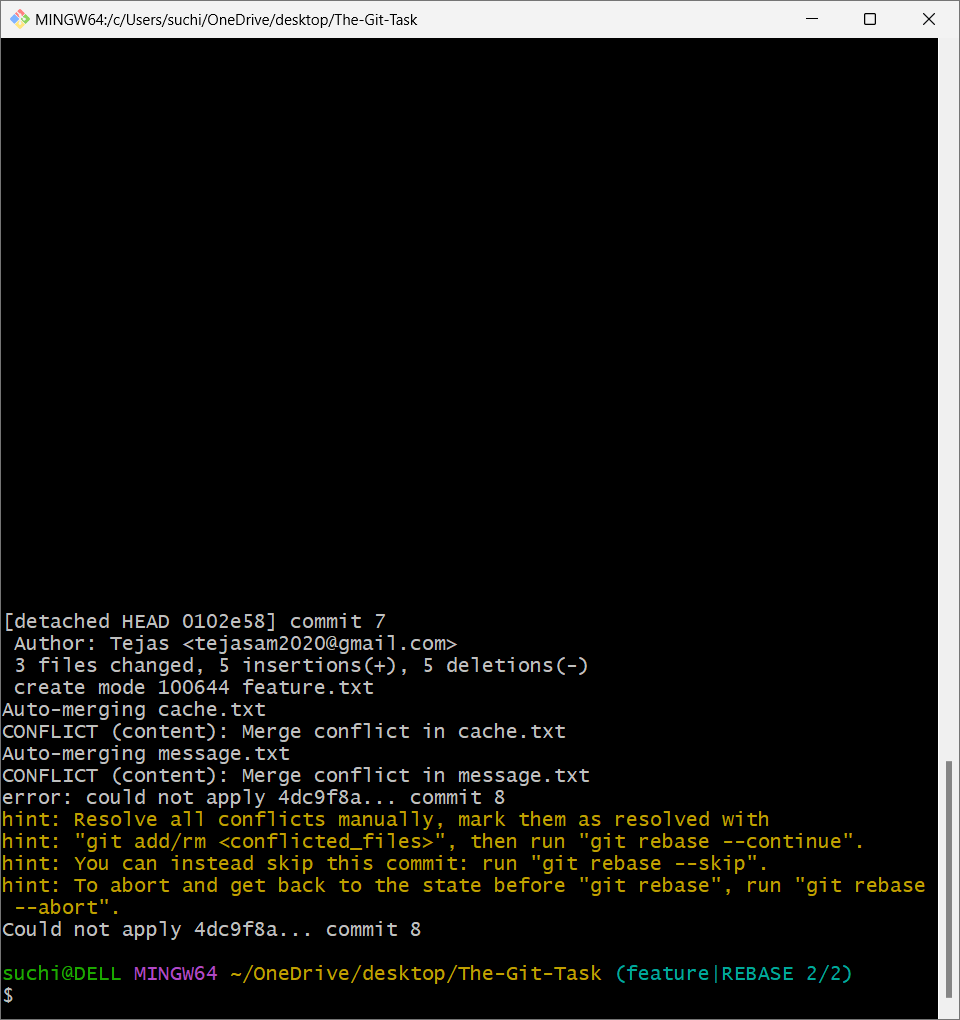 MINGW64:/c/Users/suchi/OneDrive/desktop/The-Git-Task
[detached HEAD 0102e58] commit 7
 Author: Tejas <tejasam2020@gmail.com>
 3 files changed, 5 insertions(+), 5 deletions(-)
 create mode 100644 feature.txt
Auto-merging cache.txt
CONFLICT (content): Merge conflict in cache.txt
Auto-merging message.txt
CONFLICT (content): Merge conflict in message.txt
error: could not apply 4dc9f8a... commit 8
hint: Resolve all conflicts manually, mark them as resolved with
hint: "git add/rm <conflicted_files>", then run "git rebase --continue".
hint: You can instead skip this commit: run "git rebase --skip".
hint: To abort and get back to the state before "git rebase", run "git rebase
 --abort".
Could not apply 4dc9f8a... commit 8
suchi@DELL MINGW64 ~/OneDrive/desktop/The-Git-Task (feature|REBASE 2/2)
$